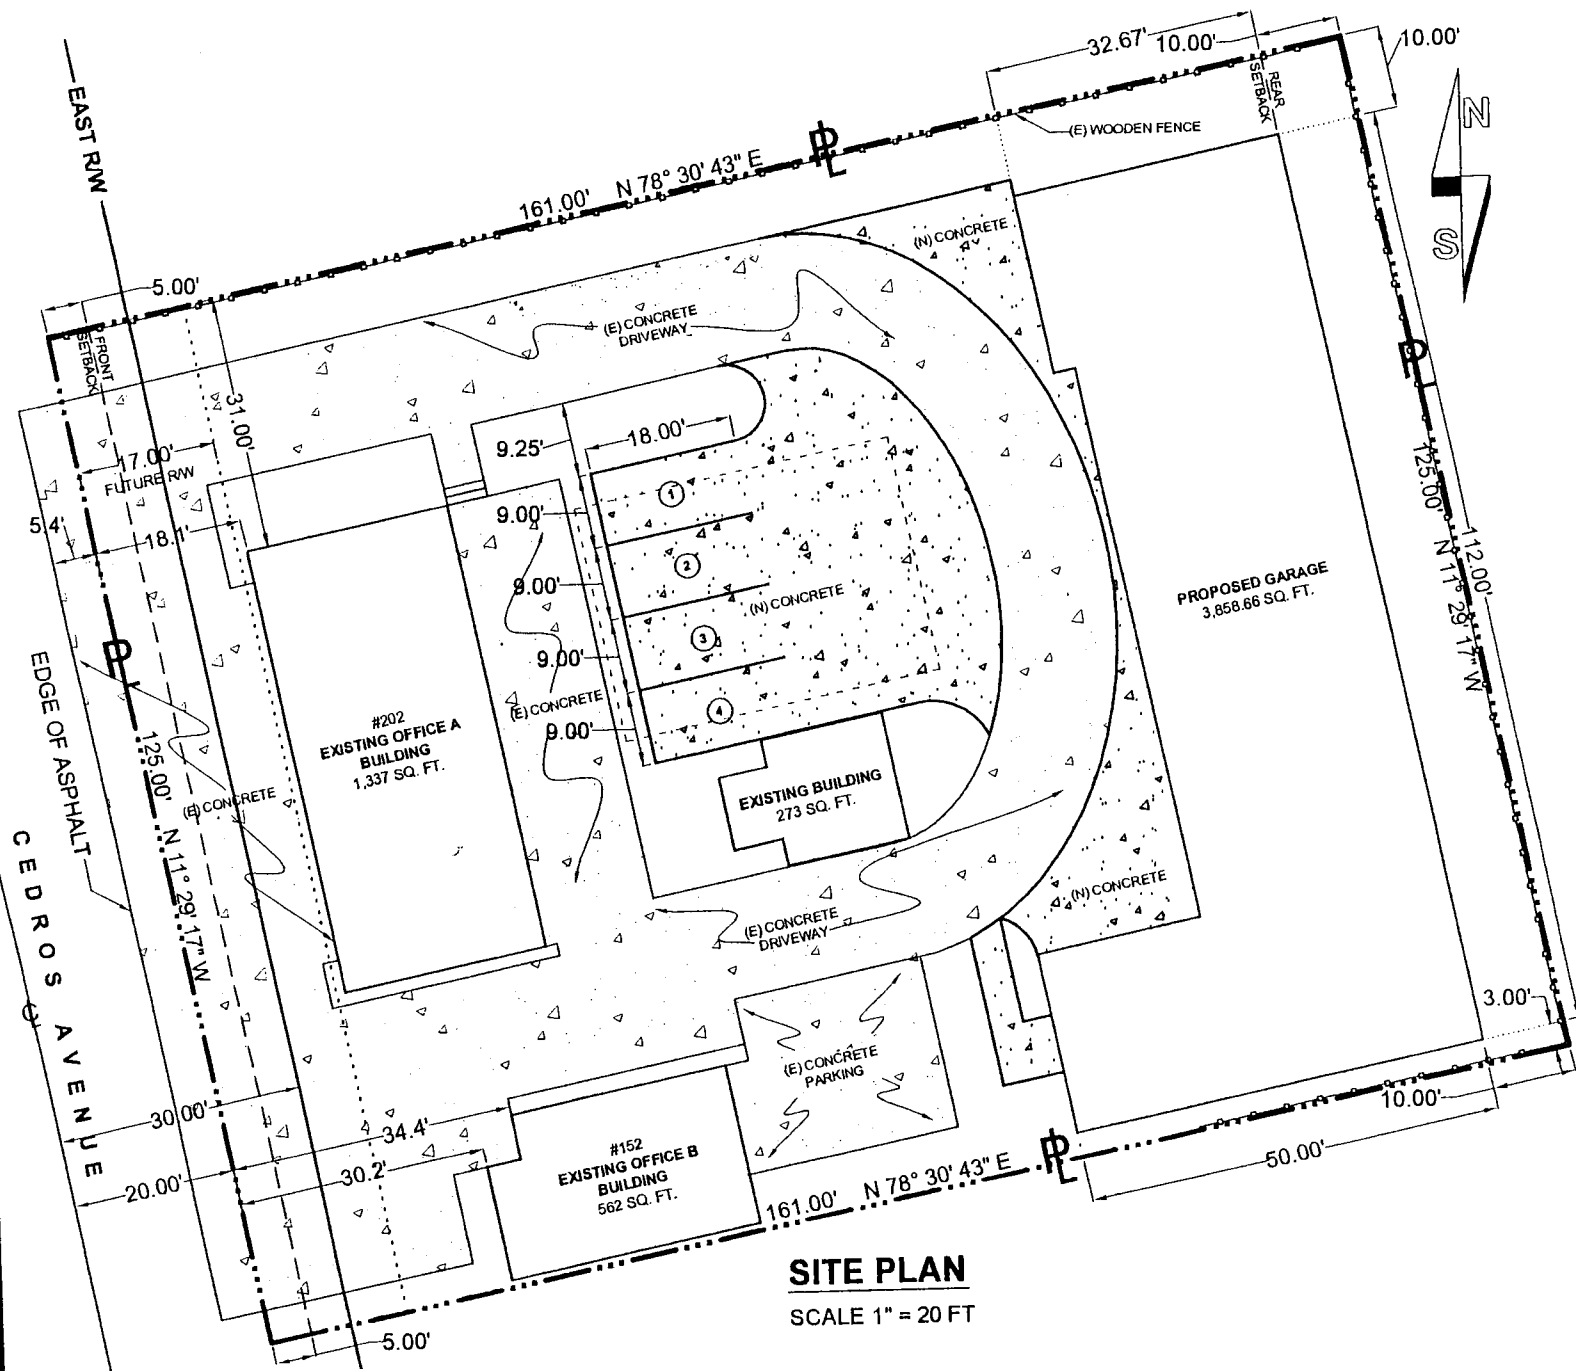 32.67'
10.00'
10.00'
EAST R/W
REAR
SETBACK
(E) WOODEN FENCE
N
S
PL
161.00'
N 78° 30' 43" E
(N) CONCRETE
5.00'
FRONT
SETBACK
(E) CONCRETE
DRIVEWAY
31.00'
9.25'
18.00'
17.00'
FUTURE R/W
5.4'
18.1'
1
9.00'
2
9.00'
(N) CONCRETE
3
9.00'
4
9.00'
(E) CONCRETE
PL
125.00'
N 11° 29' 17" W
112.00'
PROPOSED GARAGE
3,858.66 SQ. FT.
PL
EDGE OF ASPHALT
125.00'
N 11° 29' 17" W
#202
EXISTING OFFICE A
BUILDING
1,337 SQ. FT.
(E) CONCRETE
EXISTING BUILDING
273 SQ. FT.
CEDROS AVENUE
(N) CONCRETE
(E) CONCRETE
DRIVEWAY
3.00'
(E) CONCRETE
PARKING
30.00'
34.4'
20.00'
30.2'
#152
EXISTING OFFICE B
BUILDING
562 SQ. FT.
10.00'
50.00'
PL
161.00'
N 78° 30' 43" E
5.00'
SITE PLAN
SCALE 1" = 20 FT